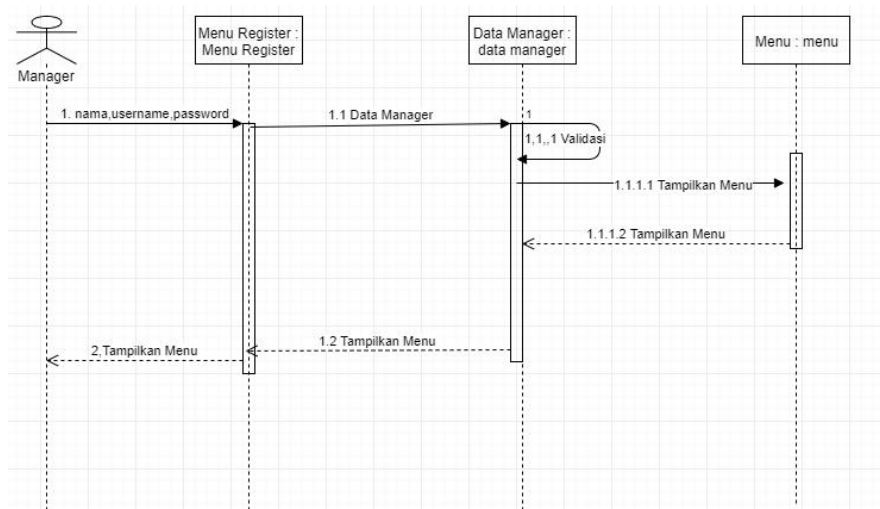 Menu Register :
Menu Register
Data Manager :
data manager
Menu : menu
Manager
1. nama,username,password
1.1 Data Manager
1
1,1,,1 Validasi
1.1.1.1 Tampilkan Menu
1.1.1.2 Tampilkan Menu
1.2 Tampilkan Menu
2,Tampilkan Menu